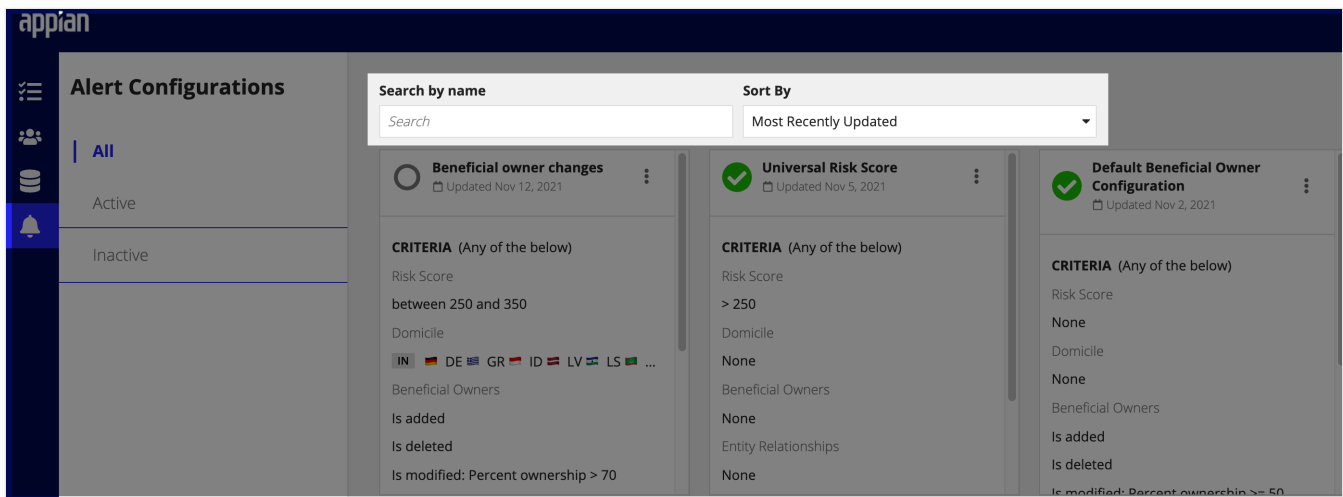 appian
Alert Configurations
All
Active
Inactive
Search by name
Search
Sort By
Most Recently Updated
Beneficial owner changes
Updated Nov 12, 2021
CRITERIA (Any of the below)
Risk Score
between 250 and 350
Domicile
IN DE GR ID LV LS ...
Beneficial Owners
Is added
Is deleted
Is modified: Percent ownership > 70
Universal Risk Score
Updated Nov 5, 2021
CRITERIA (Any of the below)
Risk Score
> 250
Domicile
None
Beneficial Owners
None
Entity Relationships
None
Default Beneficial Owner
Configuration
Updated Nov 2, 2021
CRITERIA (Any of the below)
Risk Score
None
Domicile
None
Beneficial Owners
Is added
Is deleted
Is modified: Percent ownership >= 50